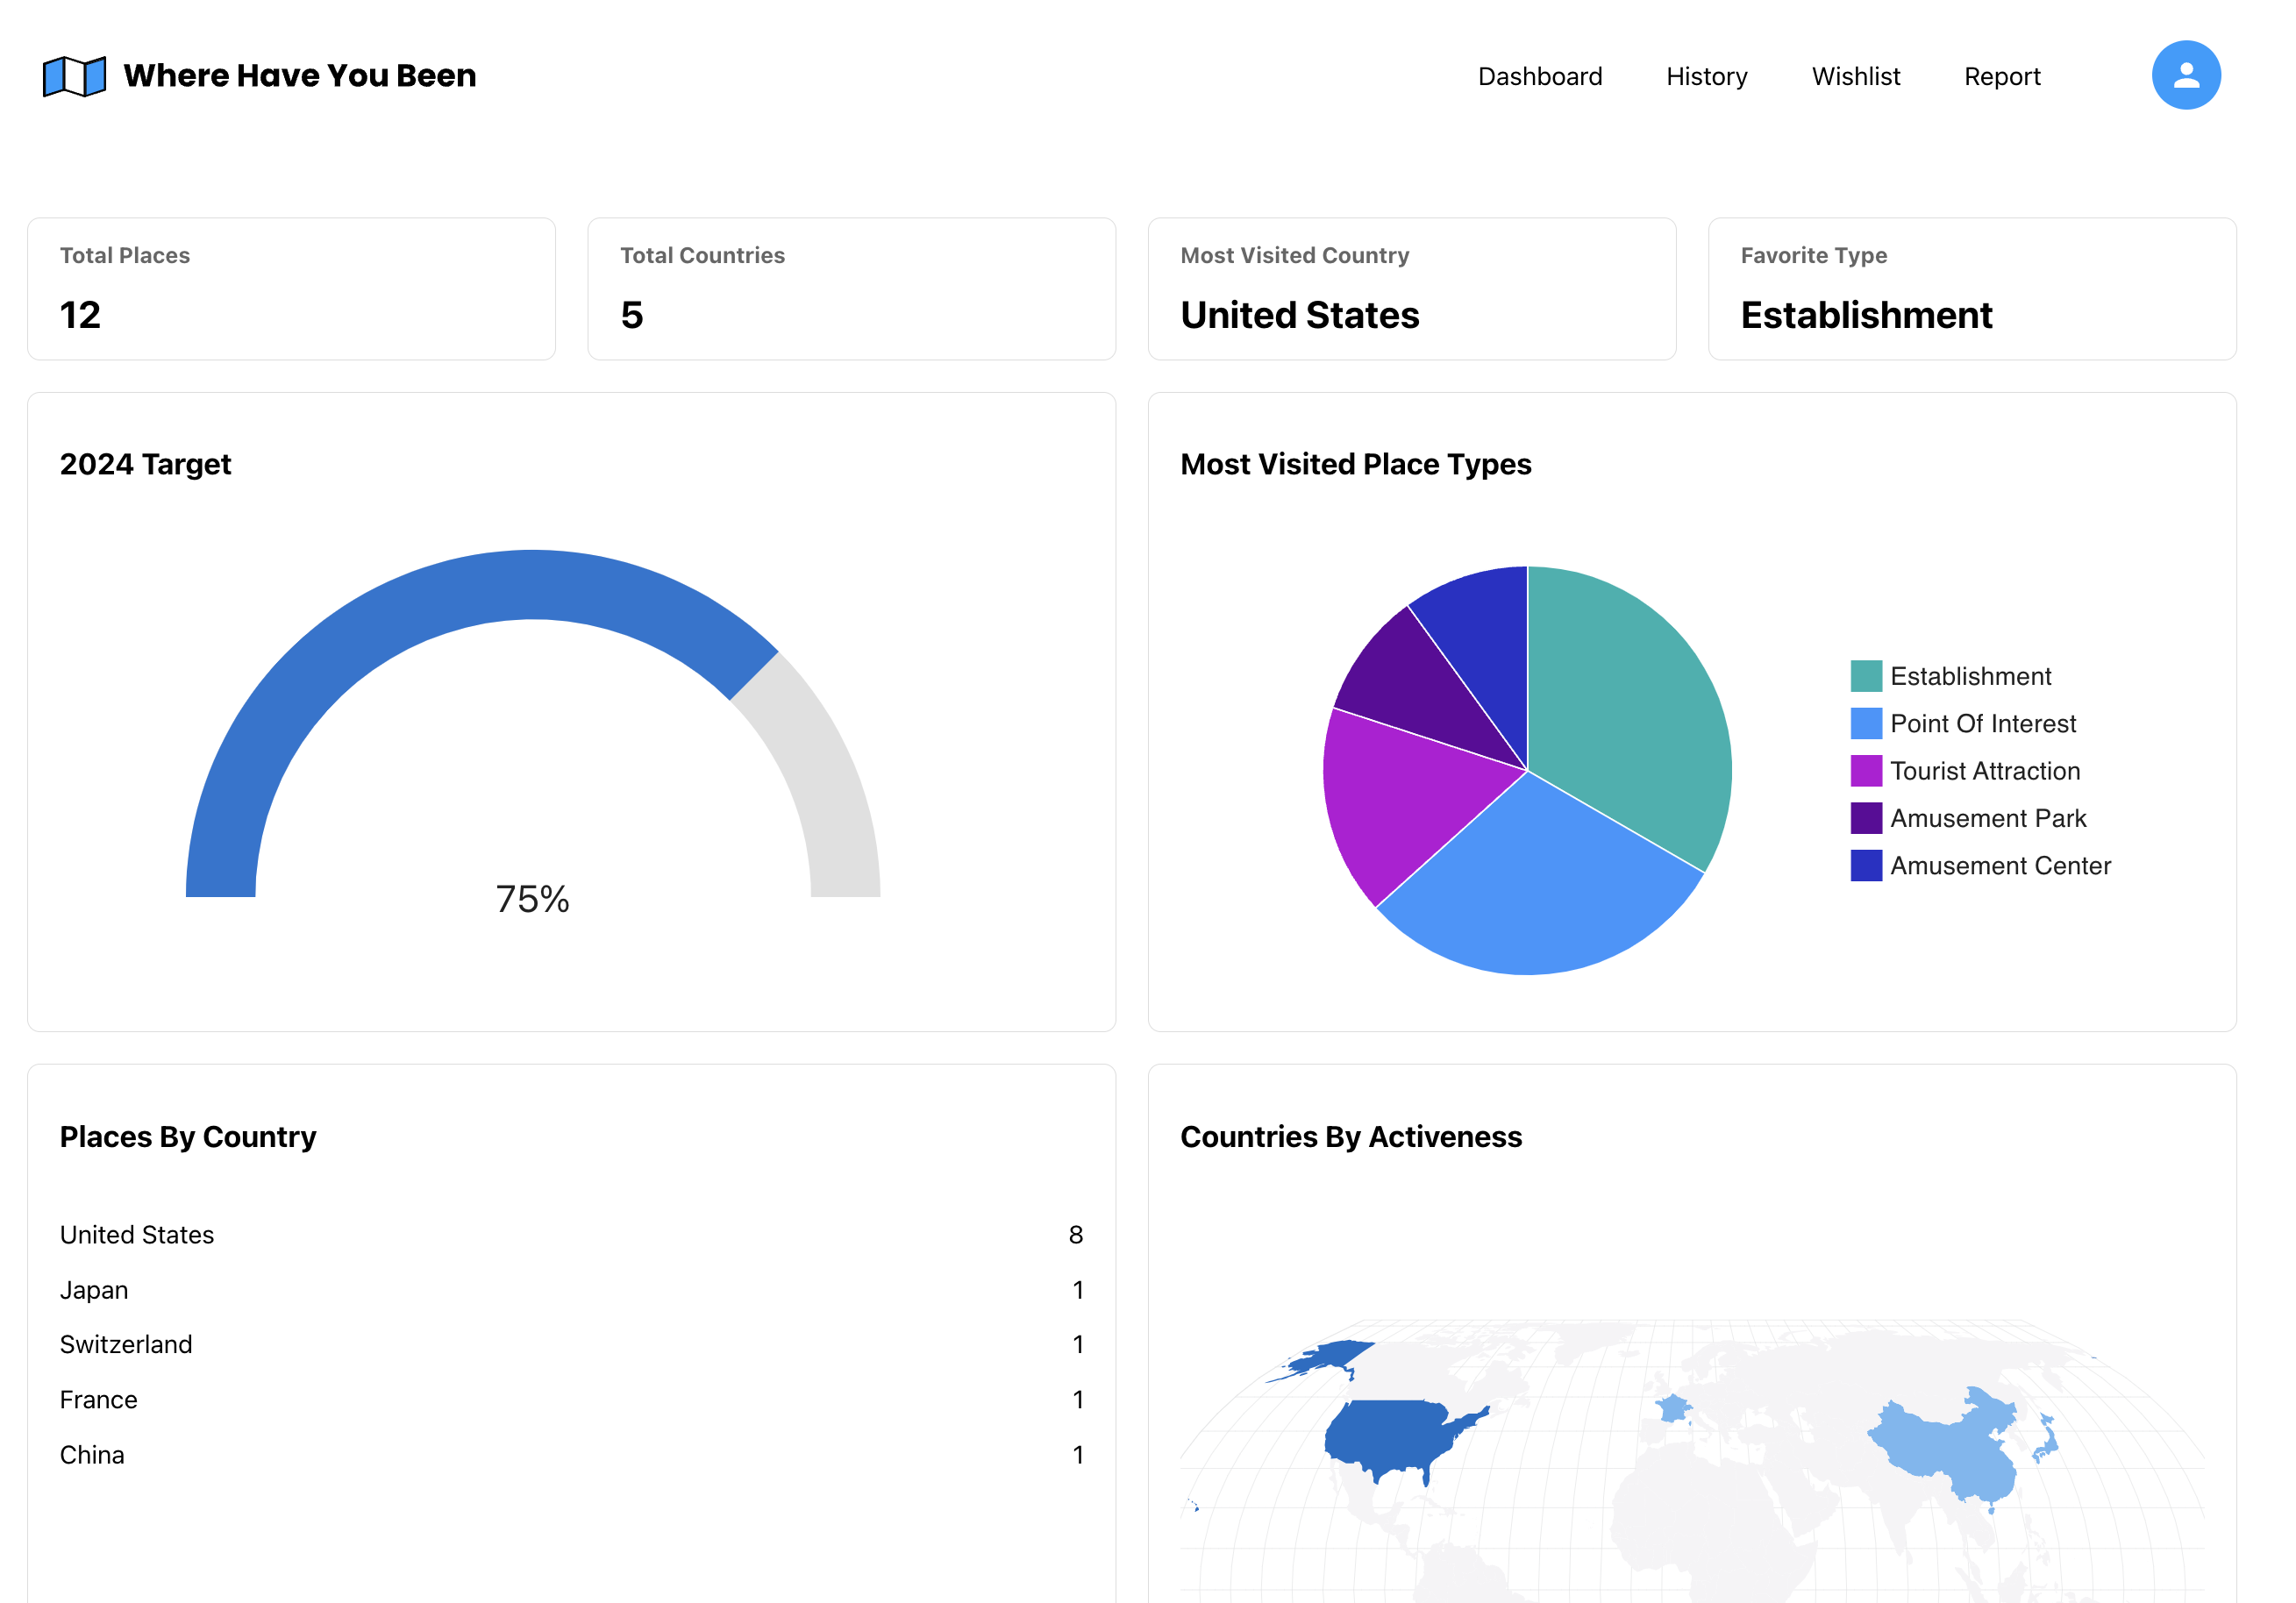 Where Have You Been
Dashboard History Wishlist Report
Total Places
12
Total Countries
5
Most Visited Country
United States
Favorite Type
Establishment
2024 Target
75%
Most Visited Place Types
Establishment
Point Of Interest
Tourist Attraction
Amusement Park
Amusement Center
Places By Country
United States 8
Japan 1
Switzerland 1
France 1
China 1
Countries By Activeness